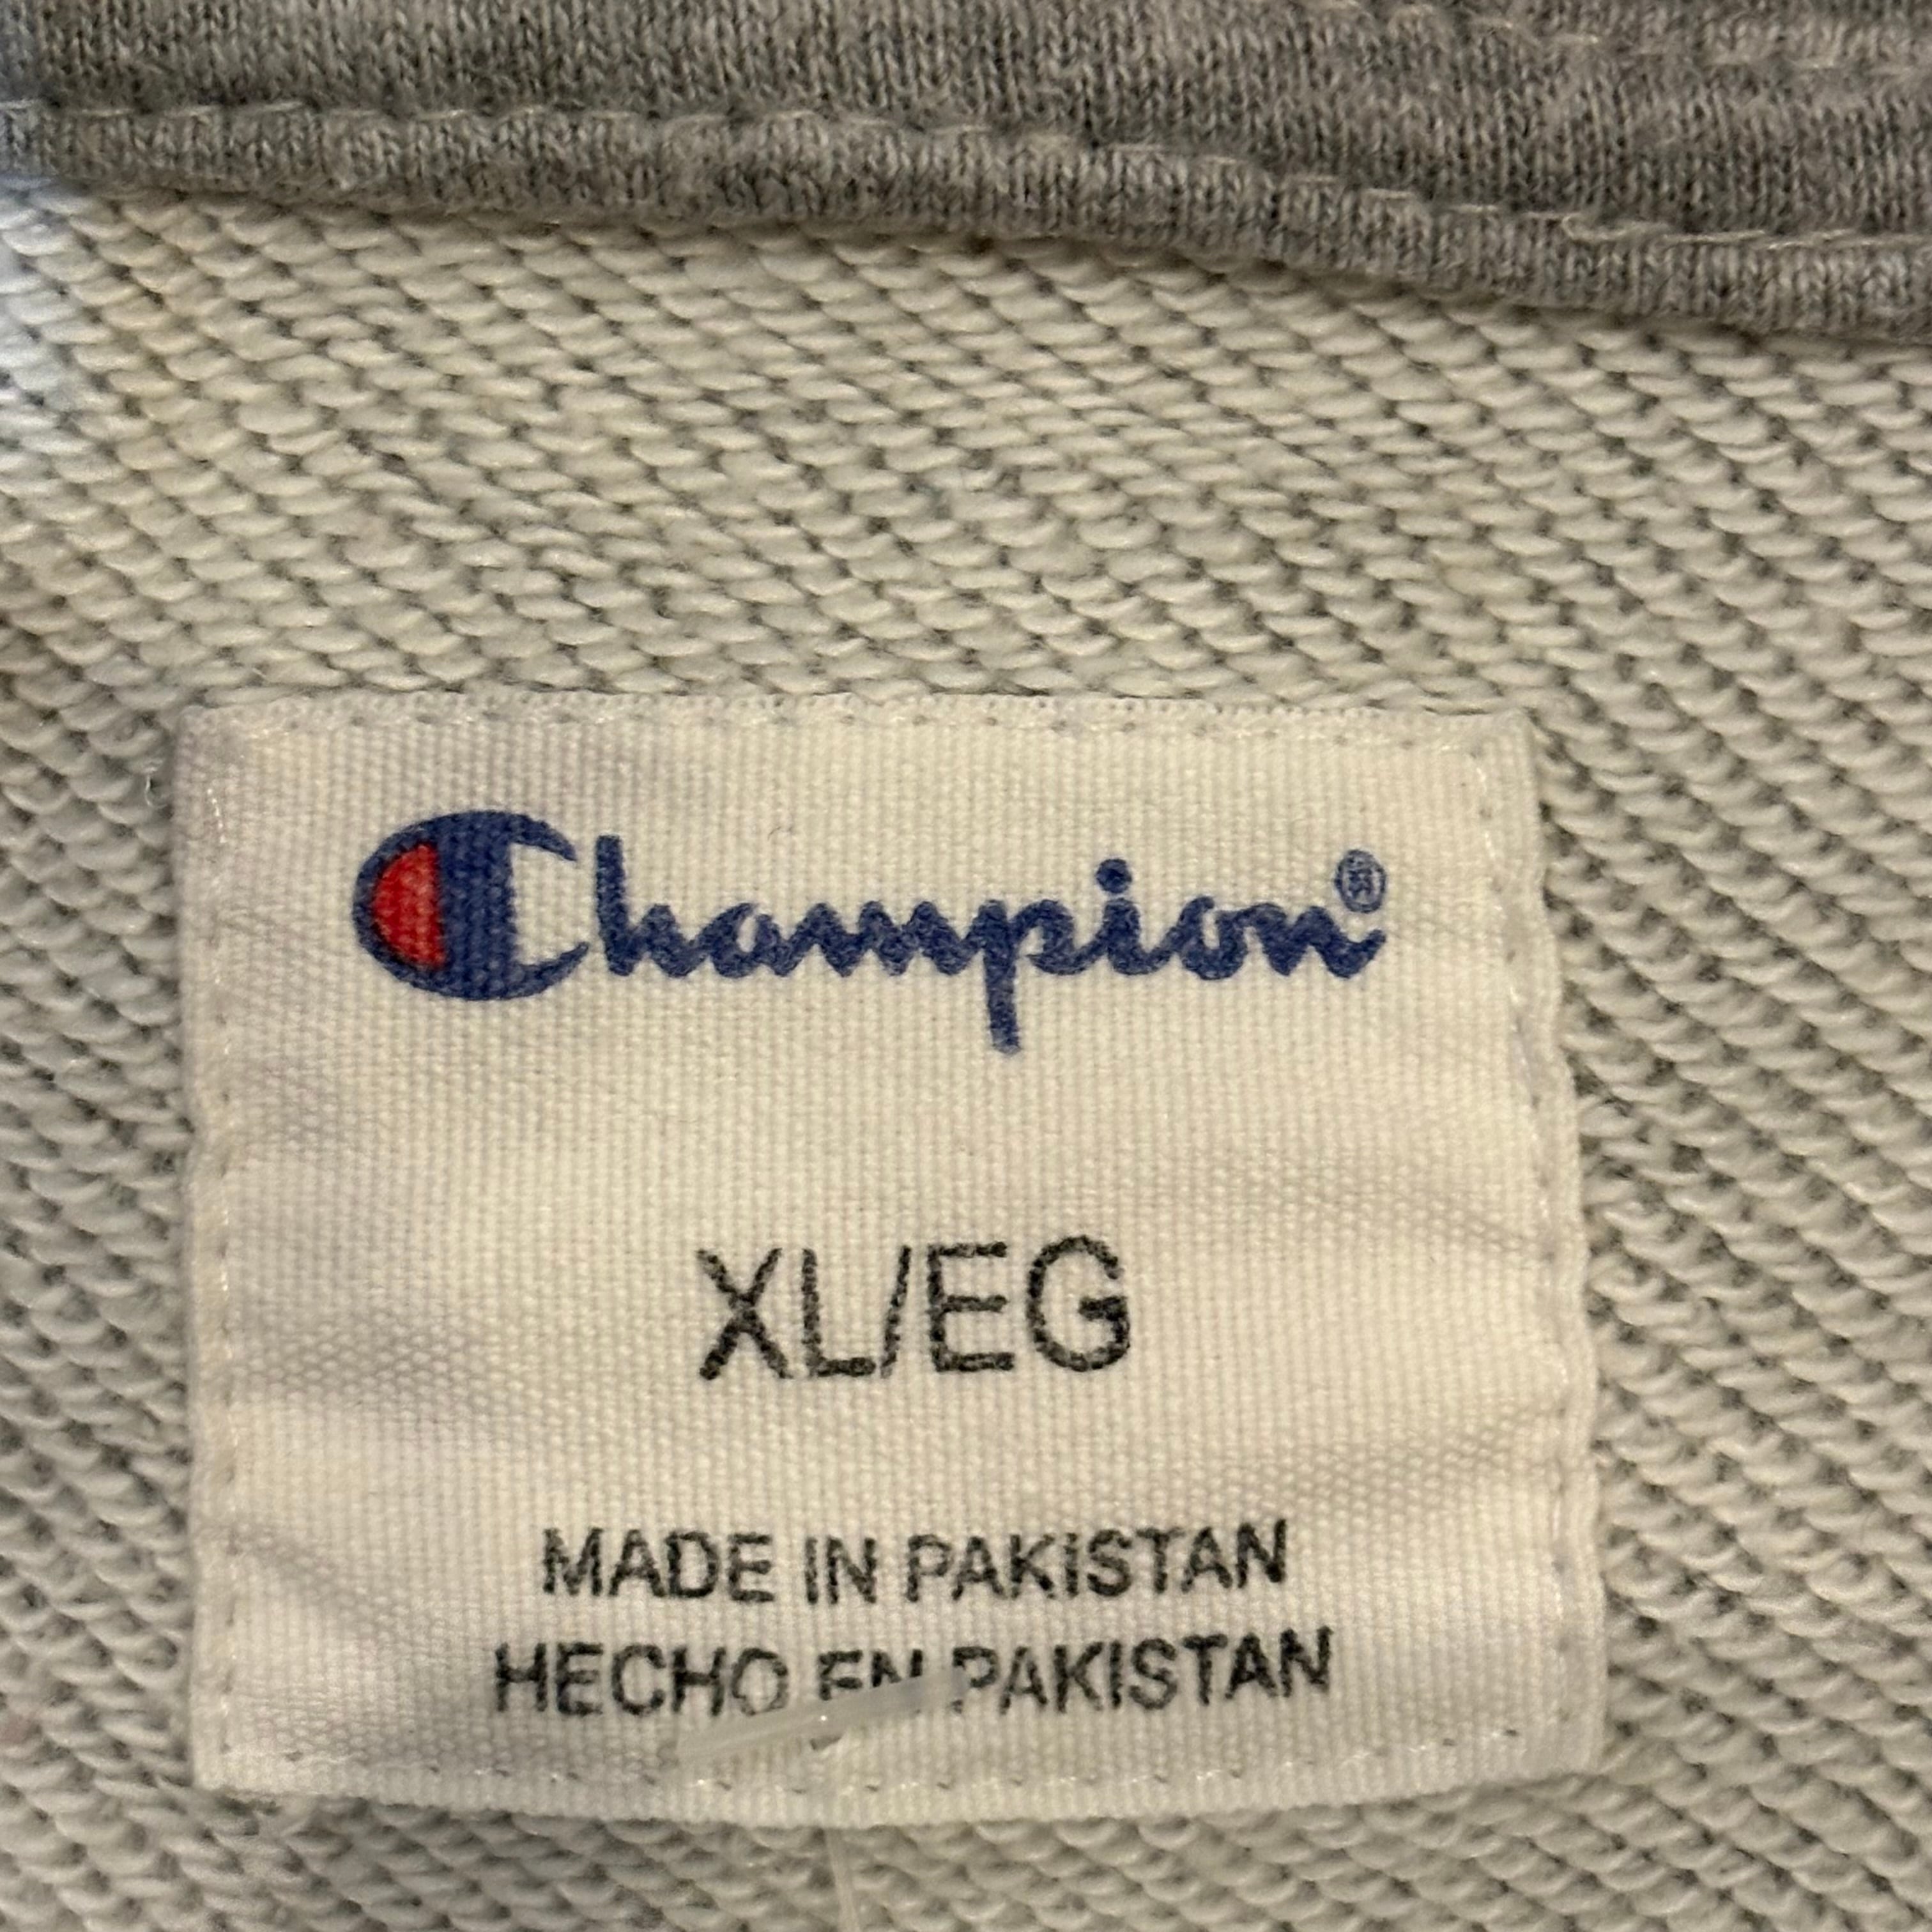 Champion®
XL/EG
MADE IN PAKISTAN
HECHO EN PAKISTAN